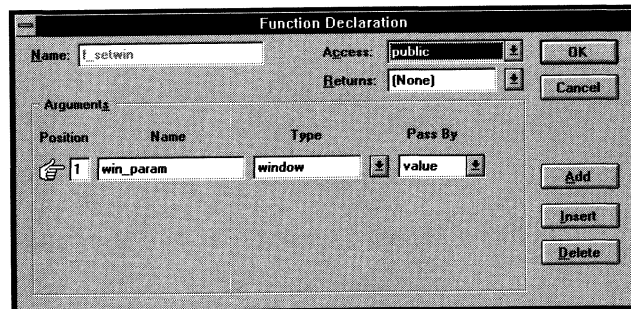 Function Declaration
Name: f_setwin Access: public OK
Returns: (None) Cancel
Arguments
Position Name Type Pass By
1 win_param window value
Add
Insert
Delete